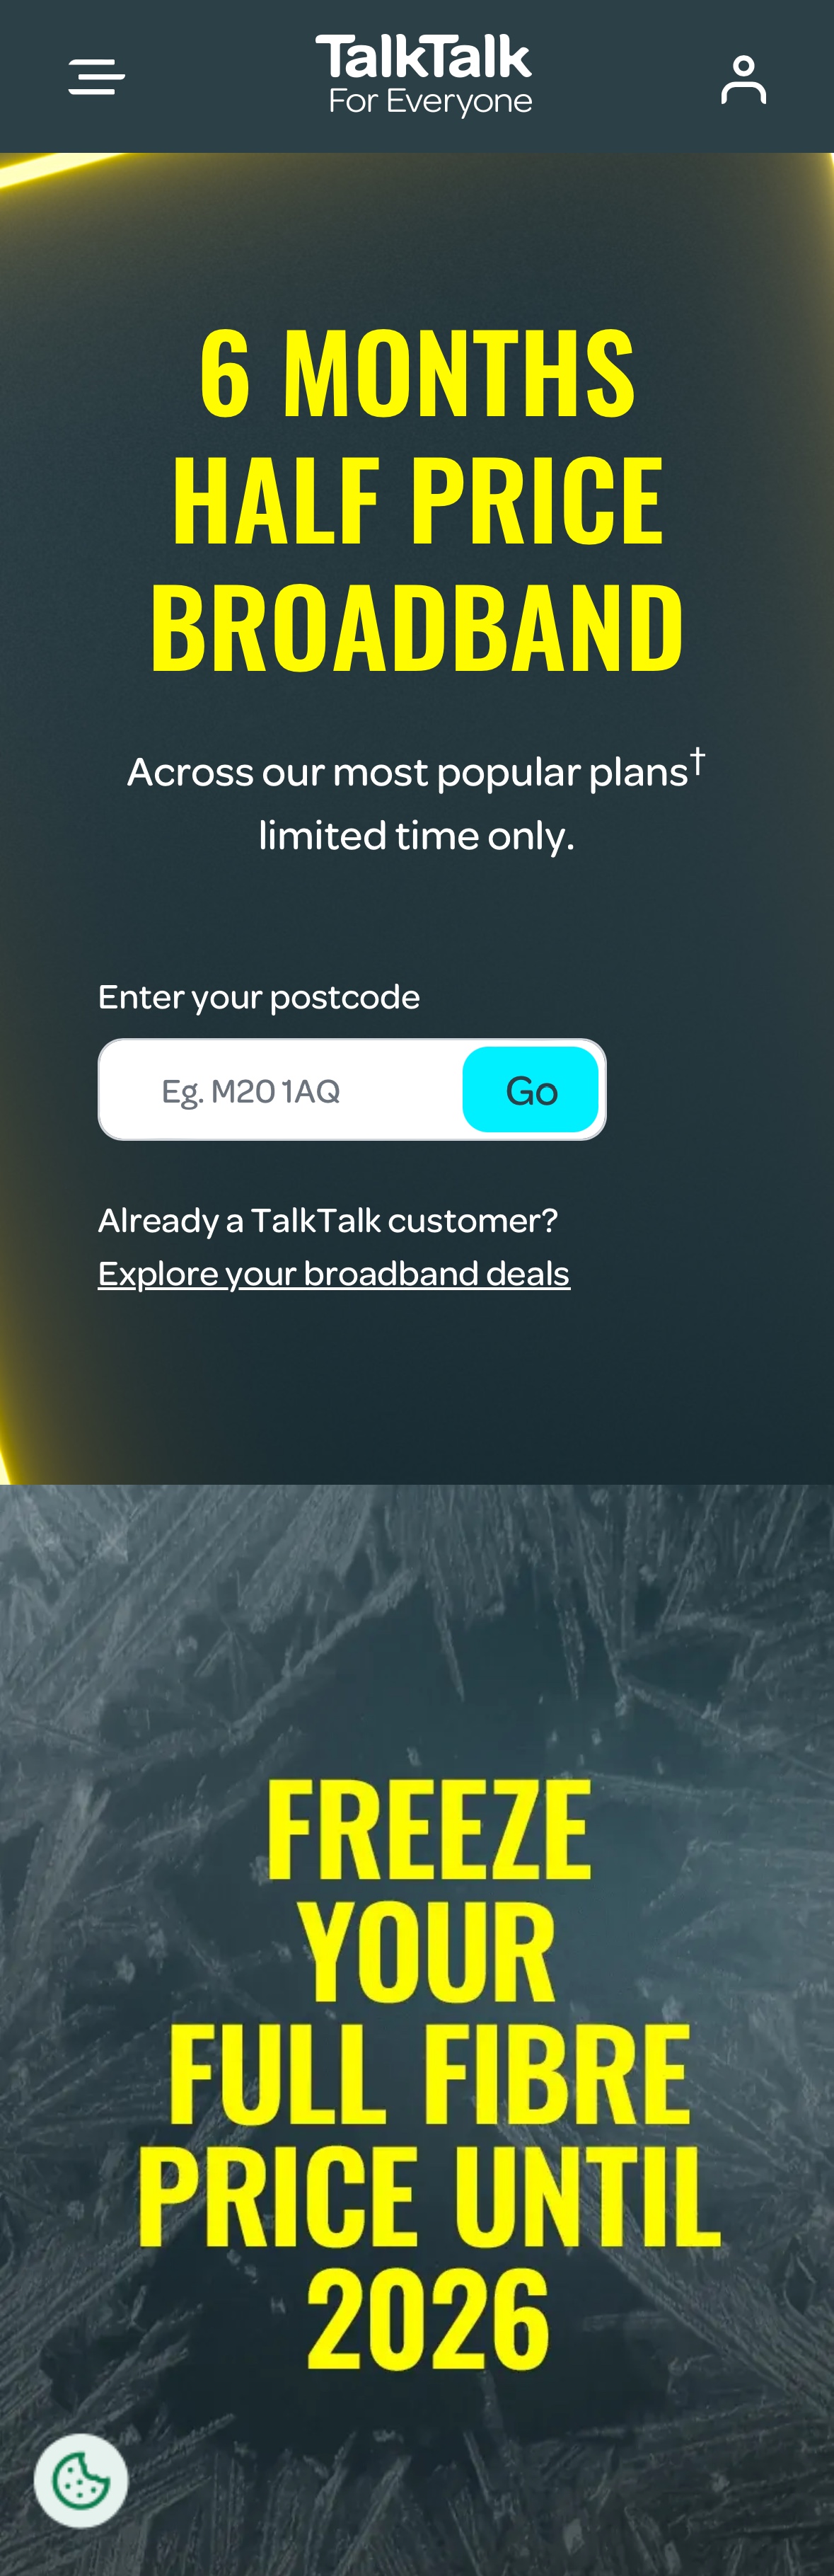 TalkTalk
For Everyone
6 MONTHS
HALF PRICE
BROADBAND
Across our most popular plans†
limited time only.
Enter your postcode
Eg. M20 1AQ
Go
Already a TalkTalk customer?
Explore your broadband deals
FREEZE
YOUR
FULL FIBRE
PRICE UNTIL
2026